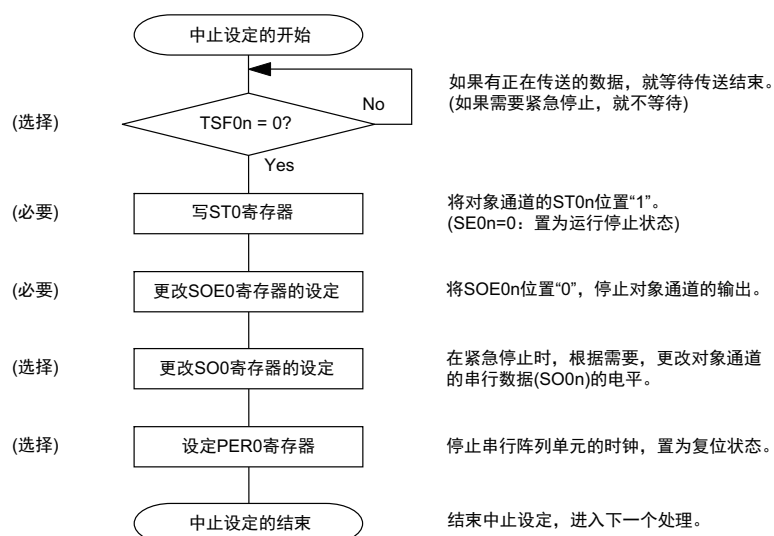 中止设定的开始
如果有正在传送的数据，就等待传送结束。
(如果需要紧急停止，就不等待)
No
(选择)
TSF0n = 0?
Yes
(必要)
写ST0寄存器
将对象通道的ST0n位置“1”。
(SE0n=0：置为运行停止状态)
(必要)
更改SOE0寄存器的设定
将SOE0n位置“0”，停止对象通道的输出。
(选择)
更改SO0寄存器的设定
在紧急停止时，根据需要，更改对象通道
的串行数据(SO0n)的电平。
(选择)
设定PER0寄存器
停止串行阵列单元的时钟，置为复位状态。
中止设定的结束
结束中止设定，进入下一个处理。